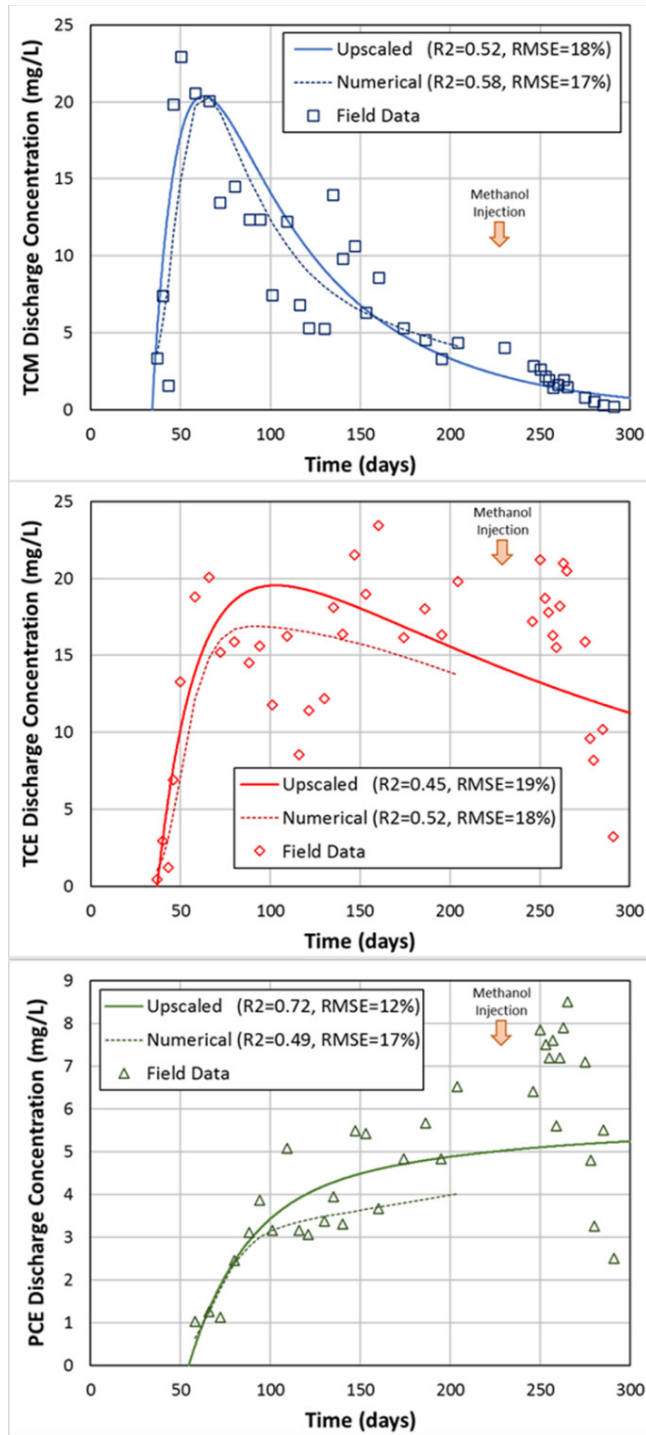 TCM Discharge Concentration (mg/L)
25
20
15
10
5
0
Upscaled (R2=0.52, RMSE=18%)
Numerical (R2=0.58, RMSE=17%)
Field Data
Methanol
Injection
0 50 100 150 200 250 300
Time (days)
TCE Discharge Concentration (mg/L)
25
20
15
10
5
0
Methanol
Injection
Upscaled (R2=0.45, RMSE=19%)
Numerical (R2=0.52, RMSE=18%)
Field Data
0 50 100 150 200 250 300
Time (days)
PCE Discharge Concentration (mg/L)
9
8
7
6
5
4
3
2
1
0
Upscaled (R2=0.72, RMSE=12%)
Numerical (R2=0.49, RMSE=17%)
Field Data
Methanol
Injection
0 50 100 150 200 250 300
Time (days)